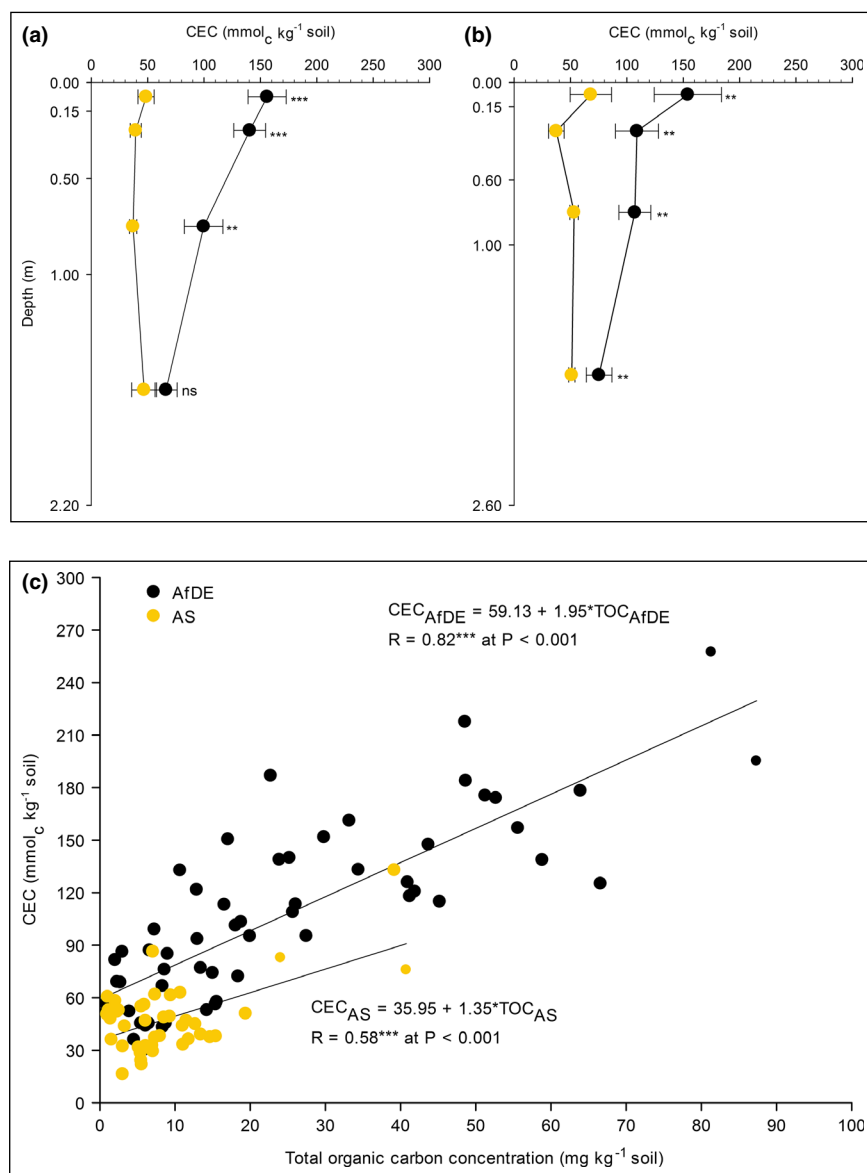 (a)
CEC (mmol_c kg⁻¹ soil)
0 50 100 150 200 250 300
0.00
0.15
0.50
1.00
2.20
Depth (m)
***
***
**
ns
(b)
CEC (mmol_c kg⁻¹ soil)
0 50 100 150 200 250 300
0.00
0.15
0.60
1.00
2.60
**
**
**
**
(c)
AfDE
AS
CEC_AfDE = 59.13 + 1.95*TOC_AfDE
R = 0.82*** at P < 0.001
CEC_AS = 35.95 + 1.35*TOC_AS
R = 0.58*** at P < 0.001
300
270
240
210
180
150
120
90
60
30
0
CEC (mmol_c kg⁻¹ soil)
0 10 20 30 40 50 60 70 80 90 100
Total organic carbon concentration (mg kg⁻¹ soil)